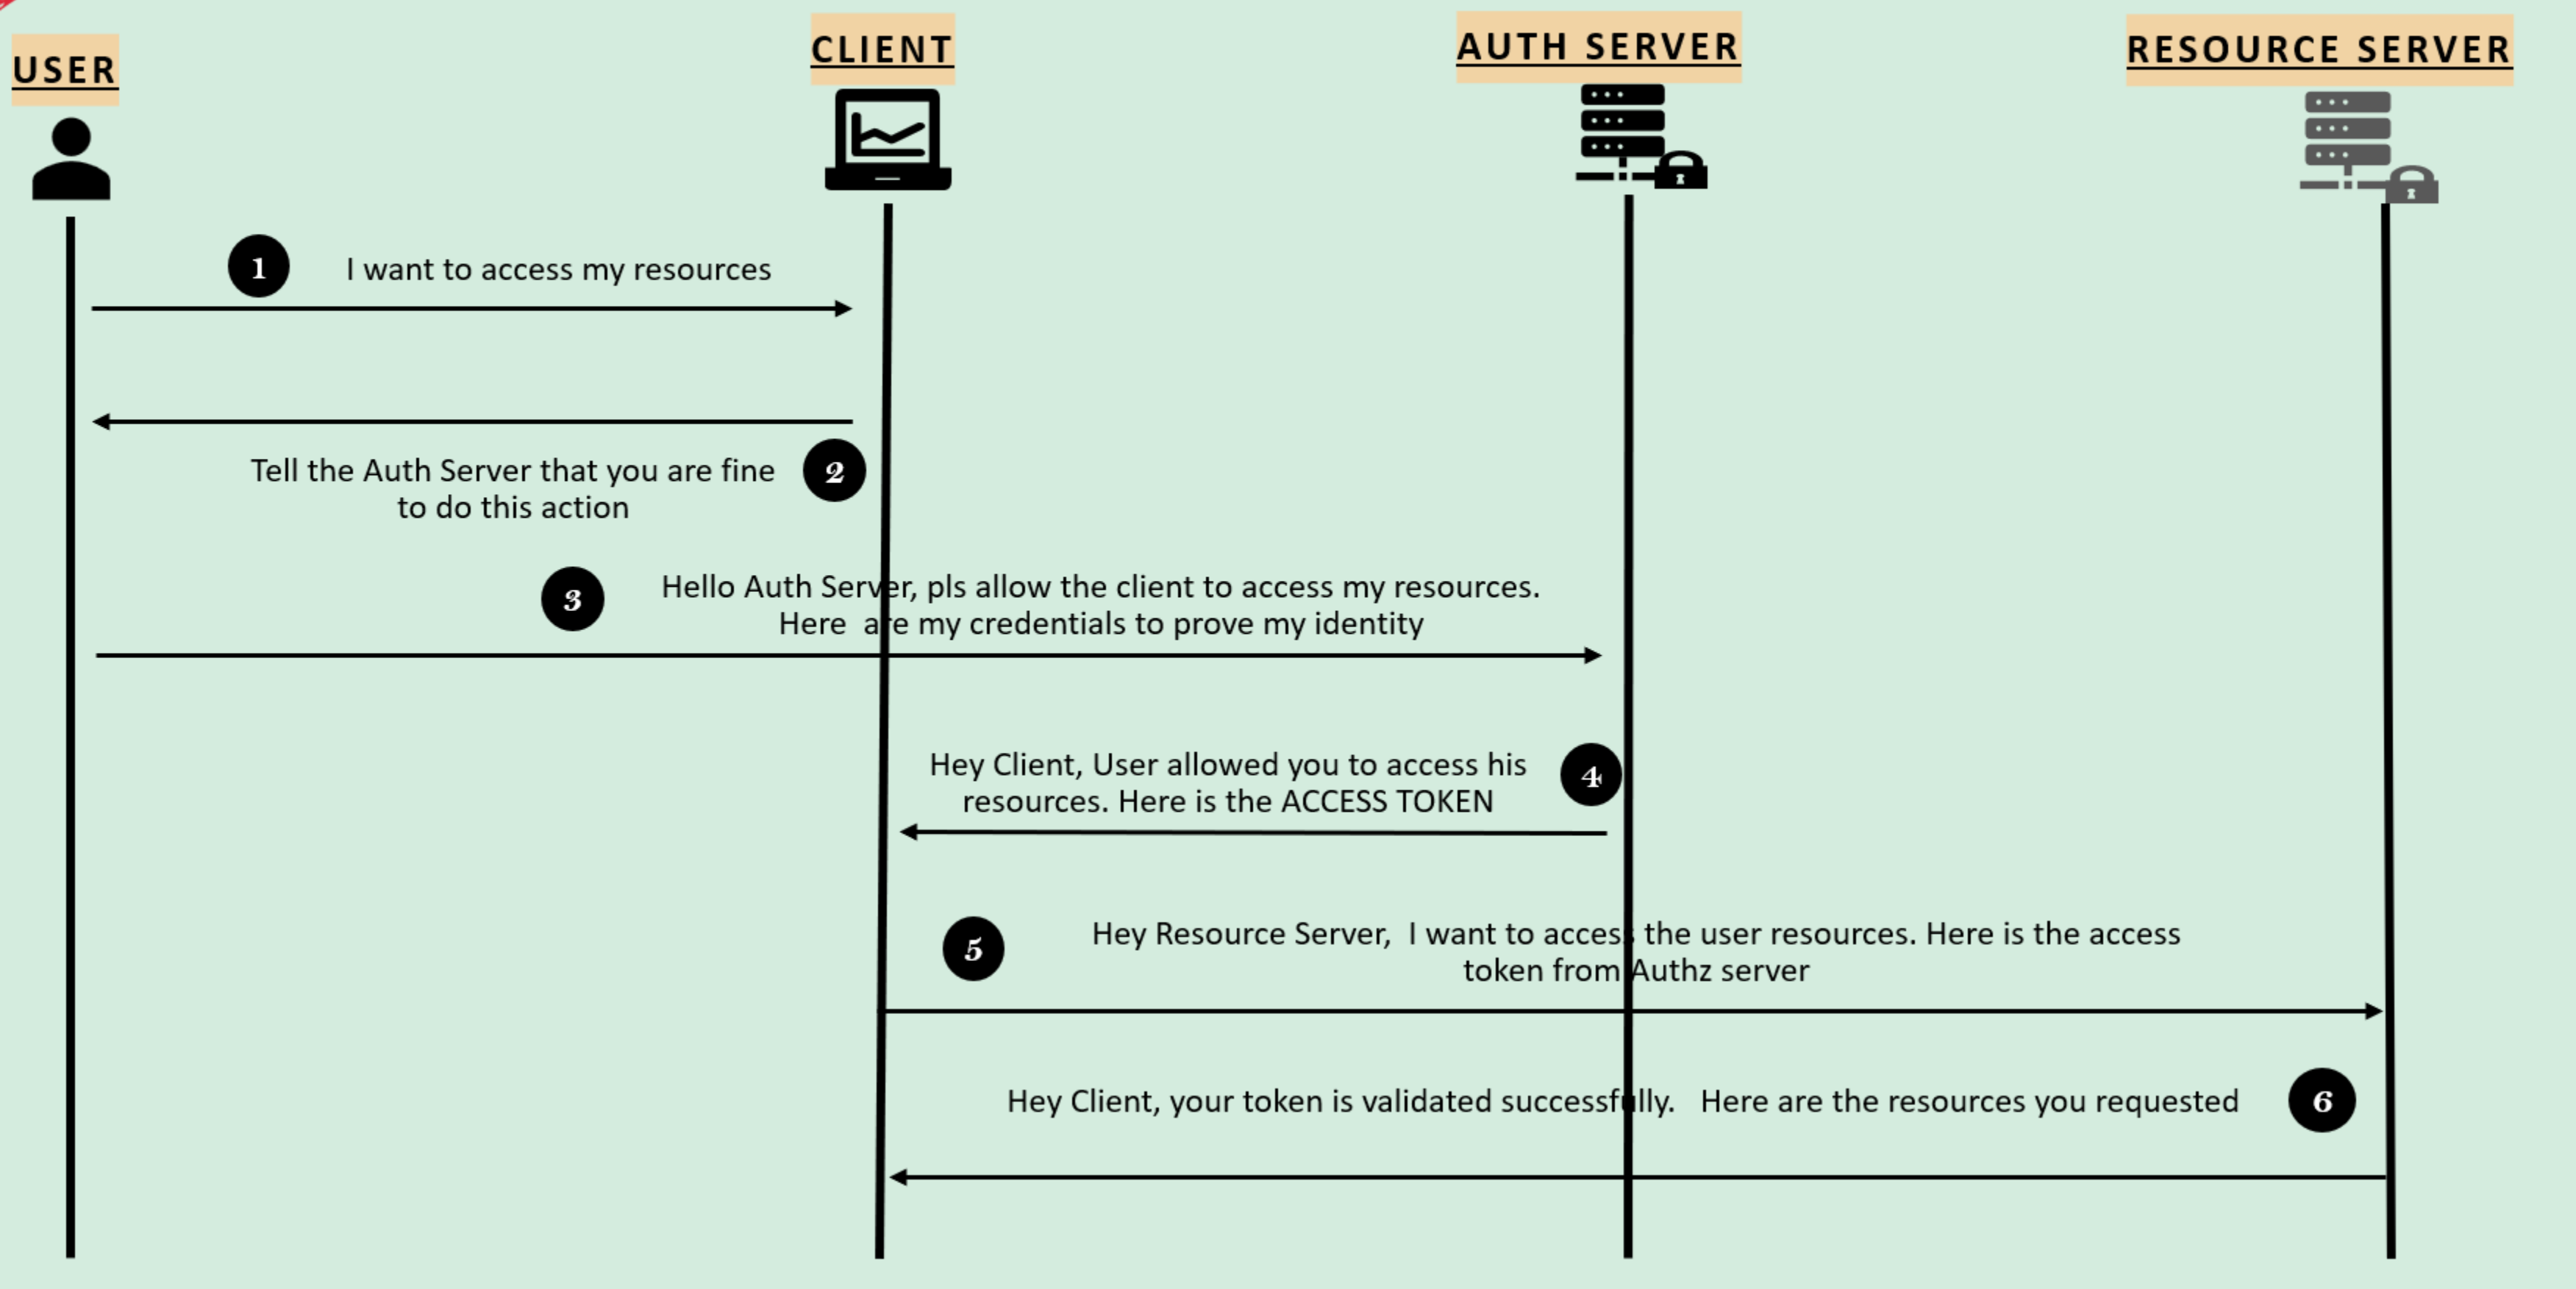 USER
CLIENT
AUTH SERVER
RESOURCE SERVER
1
I want to access my resources
Tell the Auth Server that you are fine
to do this action
2
3
Hello Auth Server, pls allow the client to access my resources.
Here  are my credentials to prove my identity
Hey Client, User allowed you to access his
resources. Here is the ACCESS TOKEN
4
5
Hey Resource Server,  I want to access the user resources. Here is the access
token from Authz server
Hey Client, your token is validated successfully.   Here are the resources you requested
6